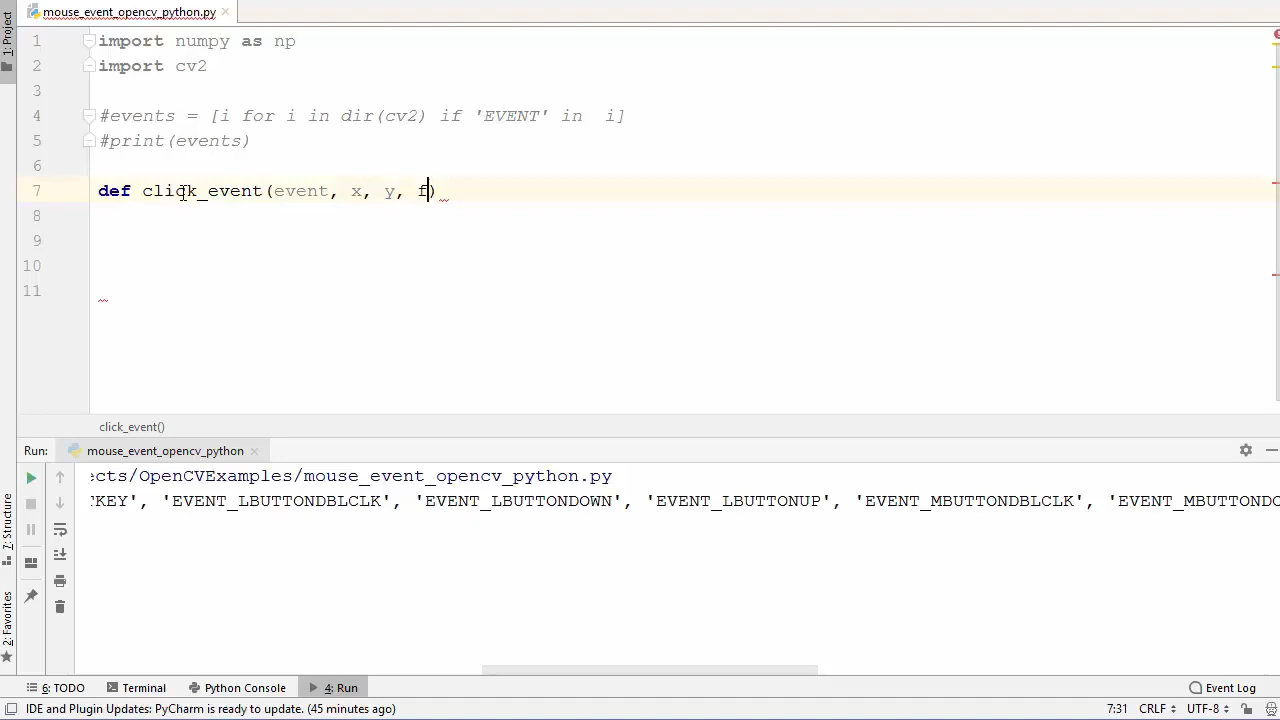 mouse_event_opencv_python.py
1: Project
1 import numpy as np
2 import cv2
3
4 #events = [i for i in dir(cv2) if 'EVENT' in  i]
5 #print(events)
6
7 def click_event(event, x, y, f)
8
9
10
11
click_event()
Run: mouse_event_opencv_python
ects/OpenCVExamples/mouse_event_opencv_python.py
KEY', 'EVENT_LBUTTONDBLCLK', 'EVENT_LBUTTONDOWN', 'EVENT_LBUTTONUP', 'EVENT_MBUTTONDBLCLK', 'EVENT_MBUTTONDO
7: Structure
2: Favorites
6: TODO Terminal Python Console 4: Run Event Log
IDE and Plugin Updates: PyCharm is ready to update. (45 minutes ago) 7:31 CRLF UTF-8